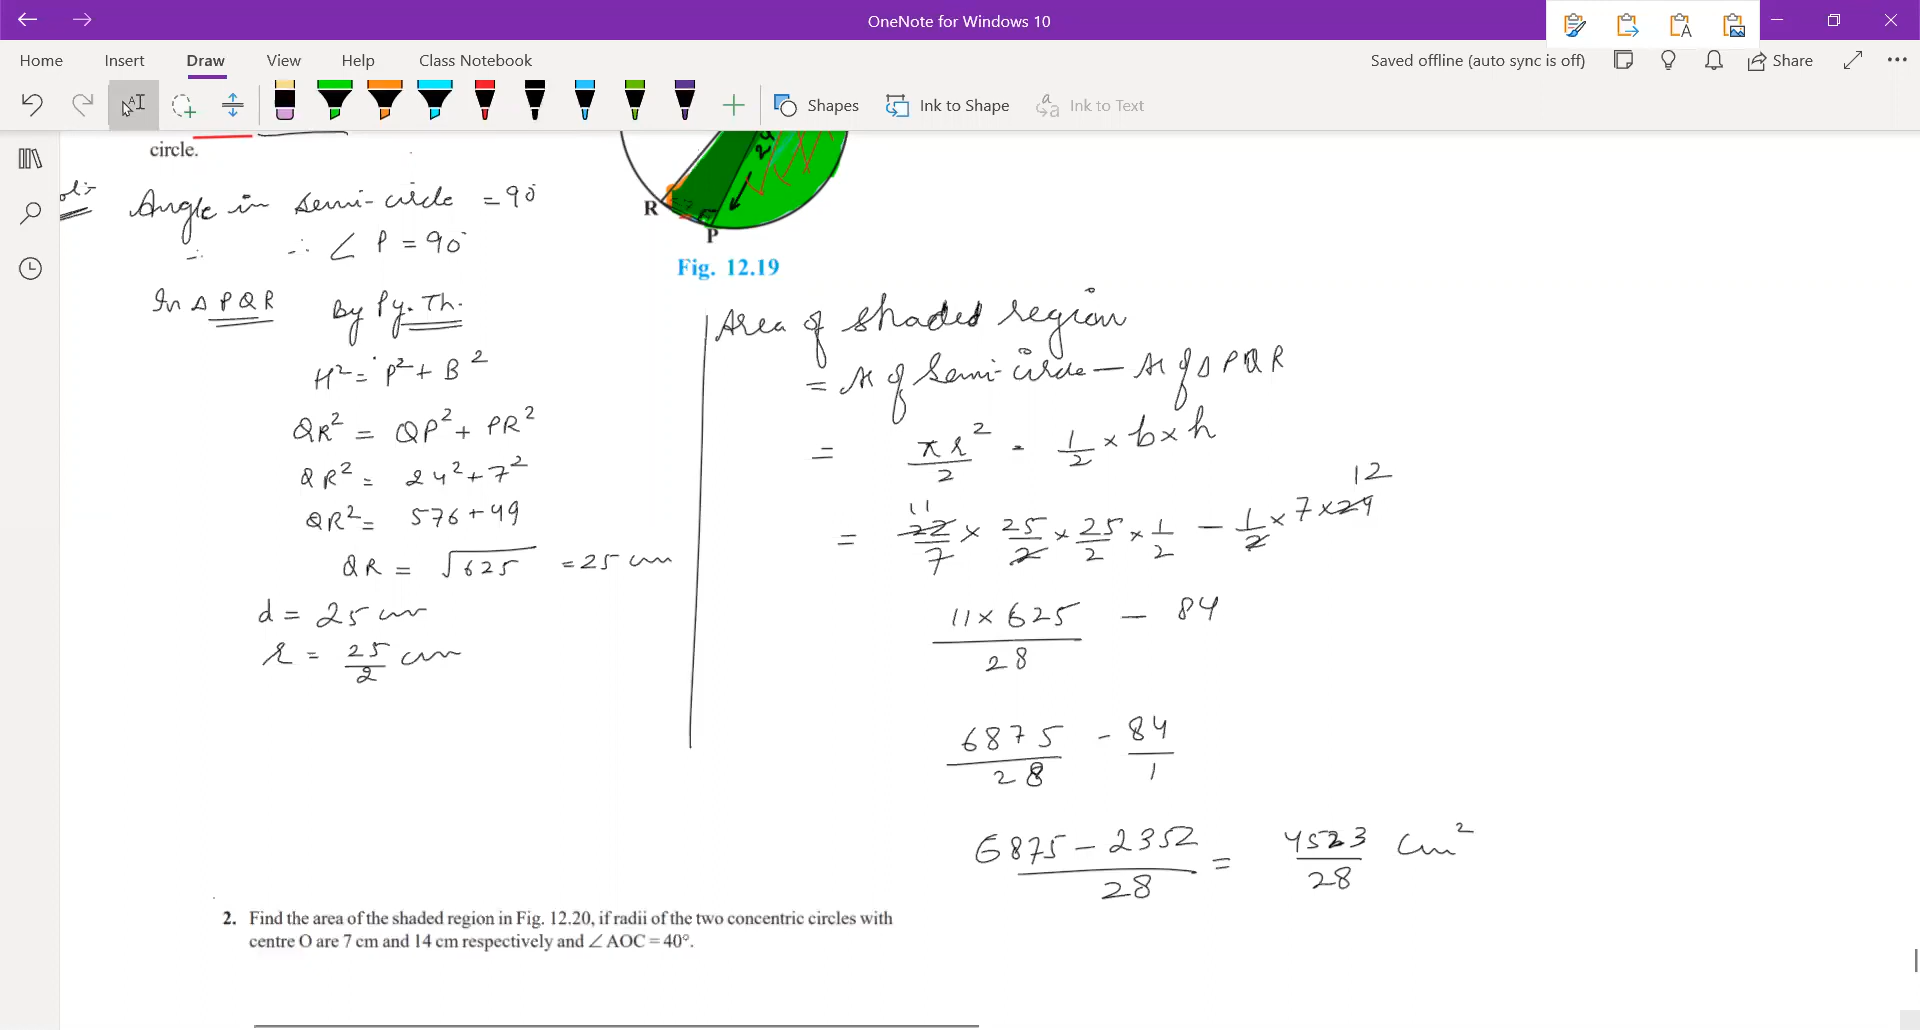 OneNote for Windows 10
Home Insert Draw View Help Class Notebook
Saved offline (auto sync is off) Share
Shapes Ink to Shape Ink to Text
circle.
Angle in semi-circle = 90°
∴ ∠ P = 90°
In Δ PQR By Py. Th.
H² = P² + B²
QR² = QP² + PR²
QR² = 24² + 7²
QR² = 576 + 49
QR = √625 = 25 cm
d = 25 cm
r = 25/2 cm
24
R
P
Fig. 12.19
Area of shaded region
= Ar of Semi-circle – Ar of Δ PQR
= πr²/2 - 1/2 × b × h
11 12
= 22/7 × 25/2 × 25/2 × 1/2 – 1/2 × 7 × 24
11 × 625/28 – 84
6875/28 - 84/1
6875 – 2352/28 = 4523/28 cm²
2. Find the area of the shaded region in Fig. 12.20, if radii of the two concentric circles with
centre O are 7 cm and 14 cm respectively and ∠ AOC = 40°.